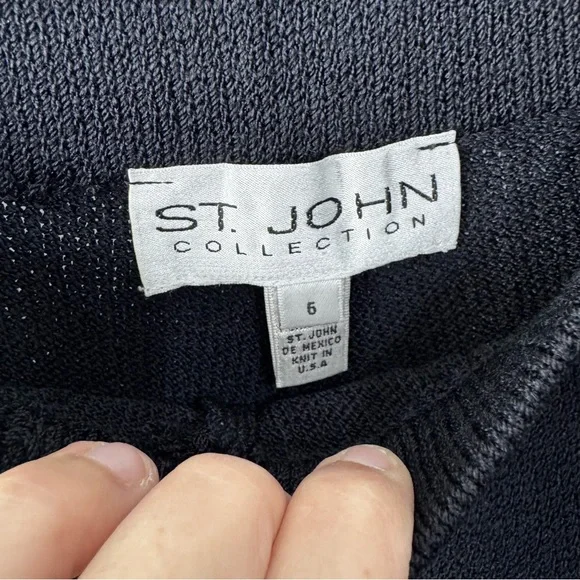 ST. JOHN
COLLECTION
6
ST. JOHN
DE MEXICO
KNIT IN
U.S.A